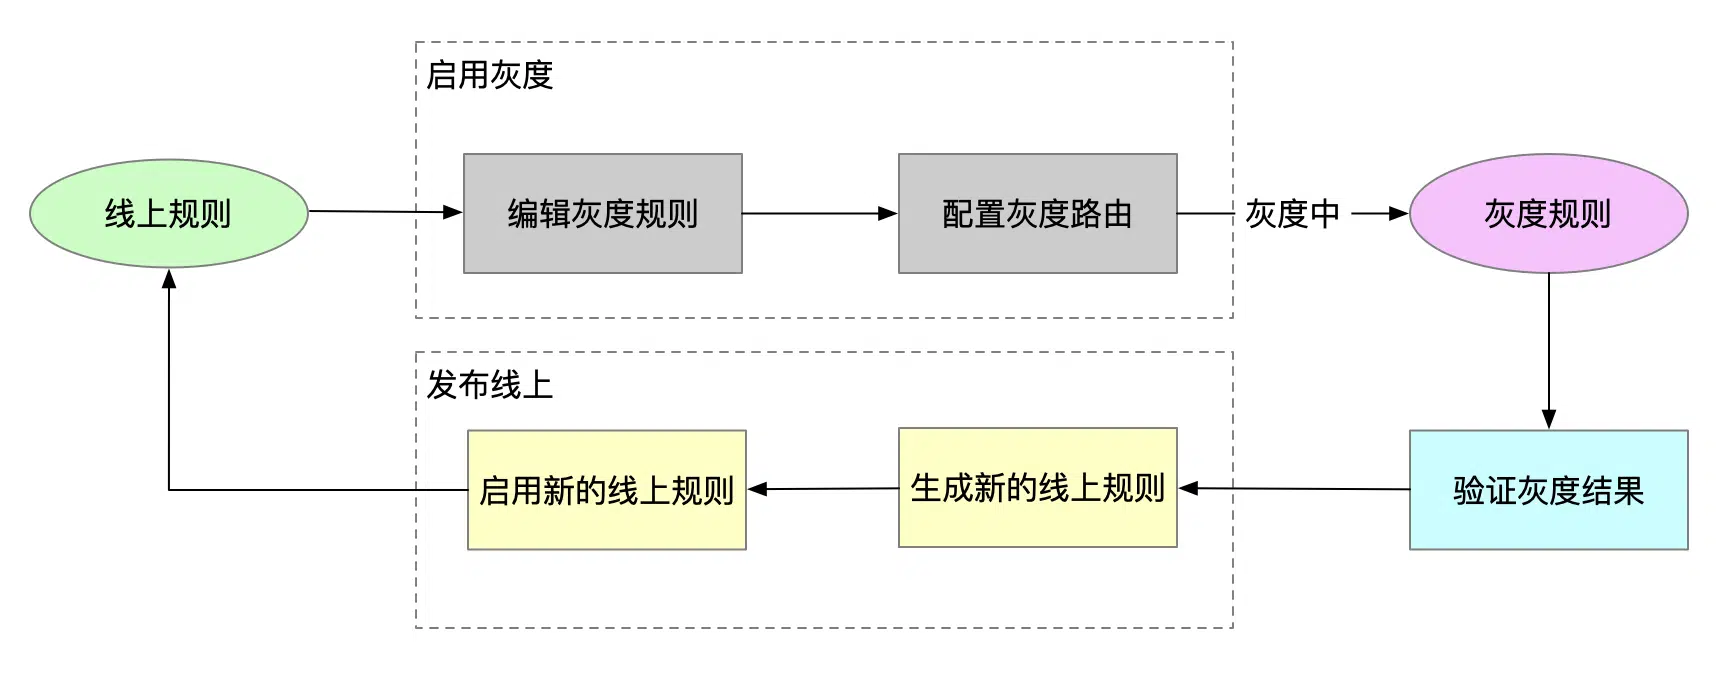 启用灰度
线上规则
编辑灰度规则
配置灰度路由
灰度中
灰度规则
发布线上
启用新的线上规则
生成新的线上规则
验证灰度结果